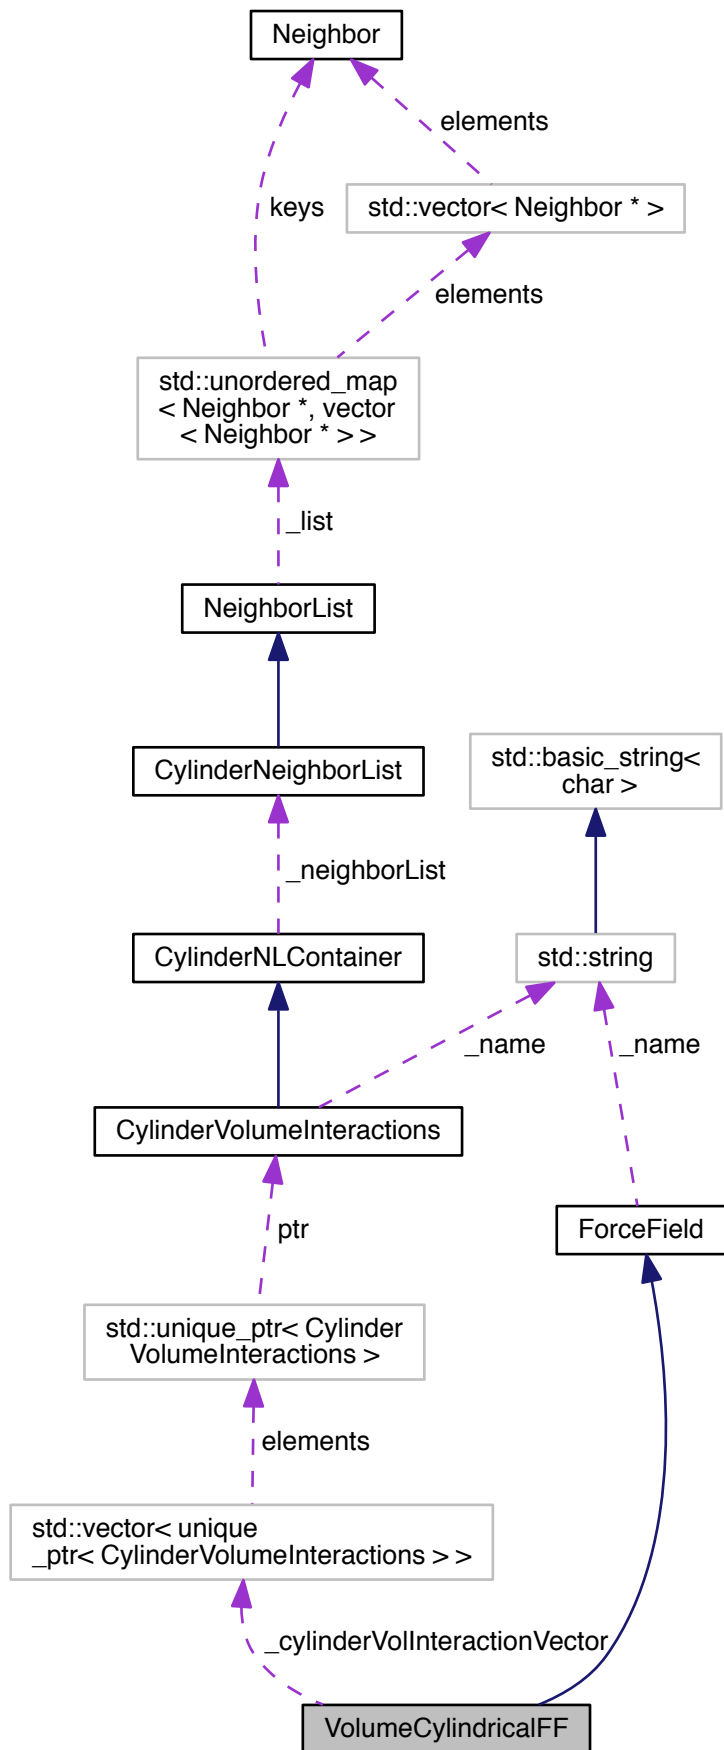 Neighbor
elements
keys
std::vector< Neighbor * >
elements
std::unordered_map
< Neighbor *, vector
< Neighbor * > >
_list
NeighborList
std::basic_string<
char >
CylinderNeighborList
_neighborList
CylinderNLContainer
std::string
_name
_name
CylinderVolumeInteractions
ForceField
ptr
std::unique_ptr< Cylinder
VolumeInteractions >
elements
std::vector< unique
_ptr< CylinderVolumeInteractions > >
_cylinderVolInteractionVector
VolumeCylindricalFF